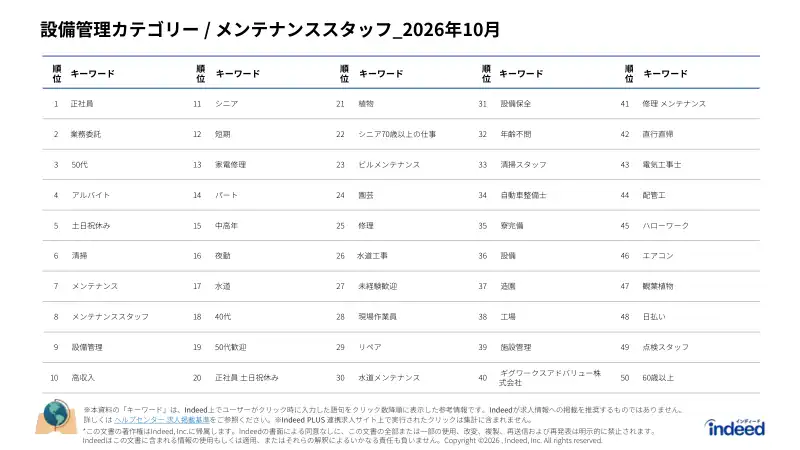 設備管理カテゴリー / メンテナンススタッフ_2026年10月
順位 キーワード 順位 キーワード 順位 キーワード 順位 キーワード 順位 キーワード
1 正社員 11 シニア 21 植物 31 設備保全 41 修理 メンテナンス
2 業務委託 12 短期 22 シニア70歳以上の仕事 32 年齢不問 42 直行直帰
3 50代 13 家電修理 23 ビルメンテナンス 33 清掃スタッフ 43 電気工事士
4 アルバイト 14 パート 24 園芸 34 自動車整備士 44 配管工
5 土日祝休み 15 中高年 25 修理 35 寮完備 45 ハローワーク
6 清掃 16 夜勤 26 水道工事 36 設備 46 エアコン
7 メンテナンス 17 水道 27 未経験歓迎 37 造園 47 観葉植物
8 メンテナンススタッフ 18 40代 28 現場作業員 38 工場 48 日払い
9 設備管理 19 50代歓迎 29 リペア 39 施設管理 49 点検スタッフ
10 高収入 20 正社員 土日祝休み 30 水道メンテナンス 40 ギグワークスアドバリュー株式会社 50 60歳以上
※本資料の「キーワード」は、Indeed上でユーザーがクリック時に入力した語句をクリック数降順に表示した参考情報です。Indeedが求人情報への掲載を推奨するものではありません。
詳しくは ヘルプセンター 求人掲載基準をご参照ください。※Indeed PLUS 連携求人サイト上で実行されたクリックは集計に含まれません。
*この文書の著作権はIndeed, Inc.に帰属します。Indeedの書面による同意なしに、この文書の全部または一部の使用、改変、複製、再送信および再発表は明示的に禁止されます。
Indeedはこの文書に含まれる情報の使用もしくは適用、またはそれらの解釈によるいかなる責任も負いません。Copyright ©2026 , Indeed, Inc. All rights reserved.
インディード
indeed